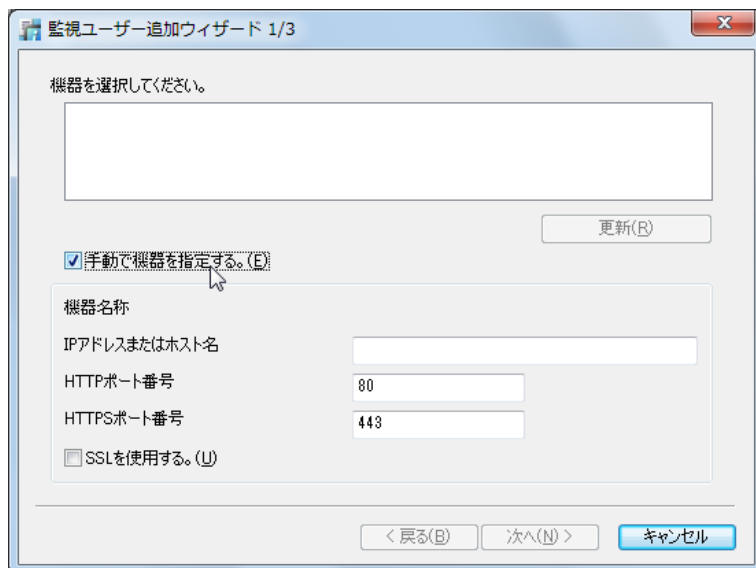 監視ユーザー追加ウィザード 1/3
機器を選択してください。
更新(R)
手動で機器を指定する。(E)
機器名称
IPアドレスまたはホスト名
HTTPポート番号
80
HTTPSポート番号
443
SSLを使用する。(U)
< 戻る(B)
次へ(N) >
キャンセル